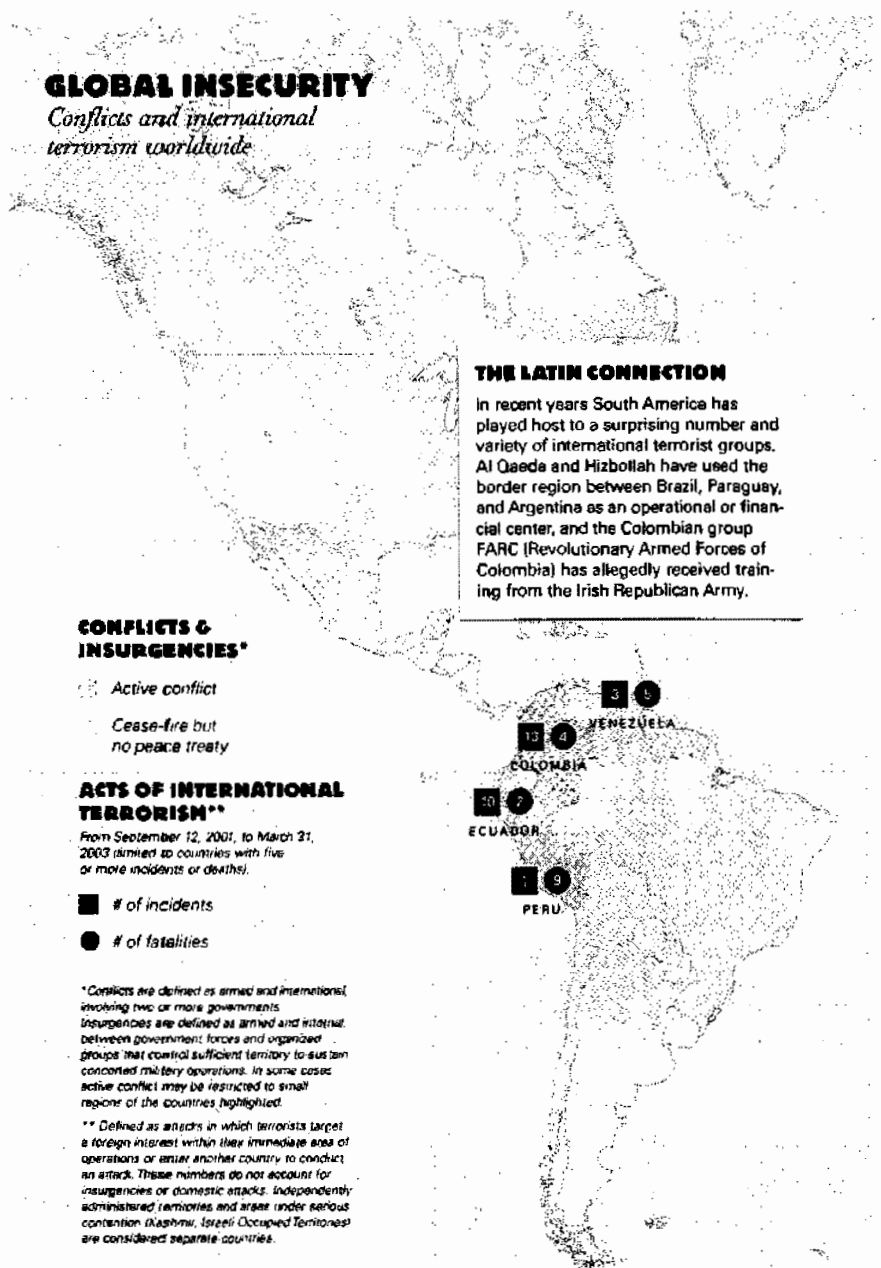 GLOBAL INSECURITY
Conflicts and international
terrorism worldwide
THE LATIN CONNECTION
In recent years South America has
played host to a surprising number and
variety of international terrorist groups.
Al Qaeda and Hizbollah have used the
border region between Brazil, Paraguay,
and Argentina as an operational or finan-
cial center, and the Colombian group
FARC (Revolutionary Armed Forces of
Colombia) has allegedly received train-
ing from the Irish Republican Army.
CONFLICTS &
INSURGENCIES*
Active conflict
Cease-fire but
no peace treaty
ACTS OF INTERNATIONAL
TERRORISM**
From September 12, 2001, to March 31,
2003 (limited to countries with five
or more incidents or deaths).
# of incidents
# of fatalities
3 5
VENEZUELA
13 4
COLOMBIA
ECUADOR
1 9
PERU
*Conflicts are defined as armed and international,
involving two or more governments.
Insurgencies are defined as armed and internal,
between government forces and organized
groups that control sufficient territory to sustain
concerted military operations. In some cases
active conflict may be restricted to small
regions of the countries highlighted.
** Defined as attacks in which terrorists target
a foreign interest within their immediate area of
operations or enter another country to conduct
an attack. These numbers do not account for
insurgencies or domestic attacks. Independently
administered territories and areas under serious
contention (Kashmir, Israeli Occupied Territories)
are considered separate countries.